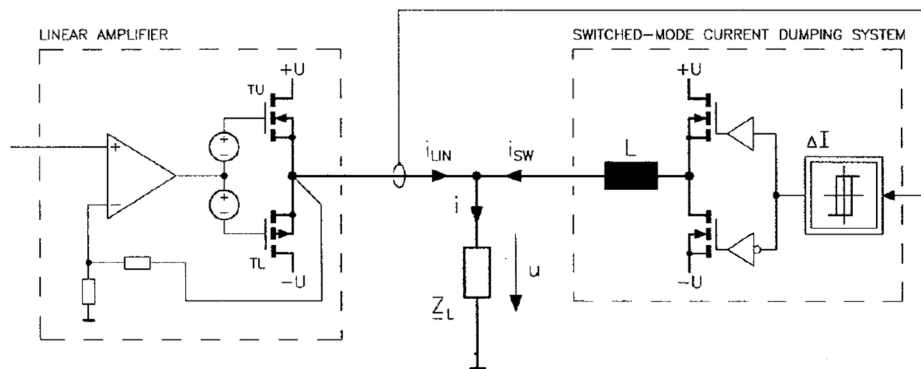 LINEAR AMPLIFIER
SWITCHED-MODE CURRENT DUMPING SYSTEM
+U
TU
+U
+
−
+
−
+
−
TL
−U
i_LIN
i_SW
L
ΔI
i
Z_L
u
−U